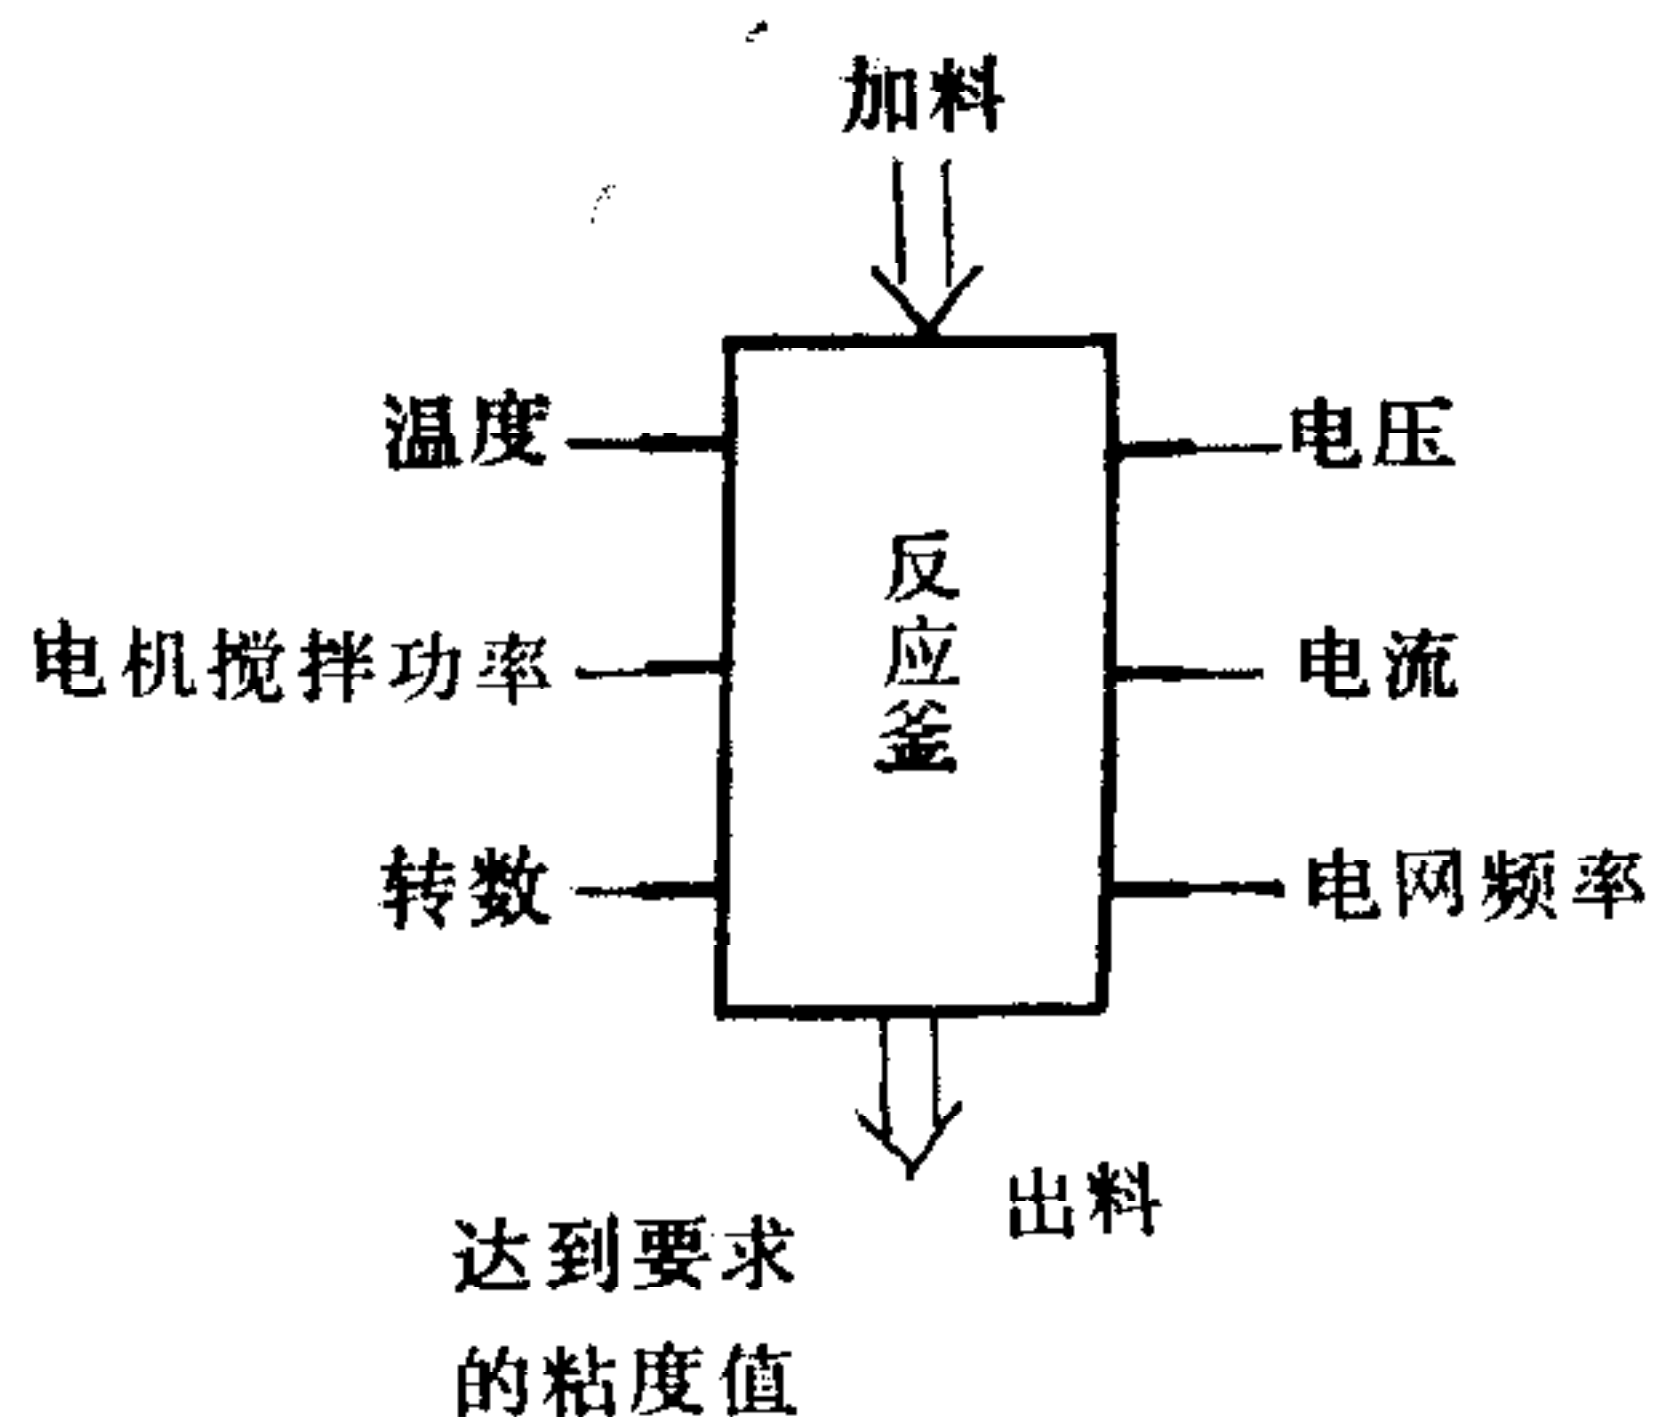 加料
温度
电压
反应釜
电机搅拌功率
电流
转数
电网频率
出料
达到要求
的粘度值